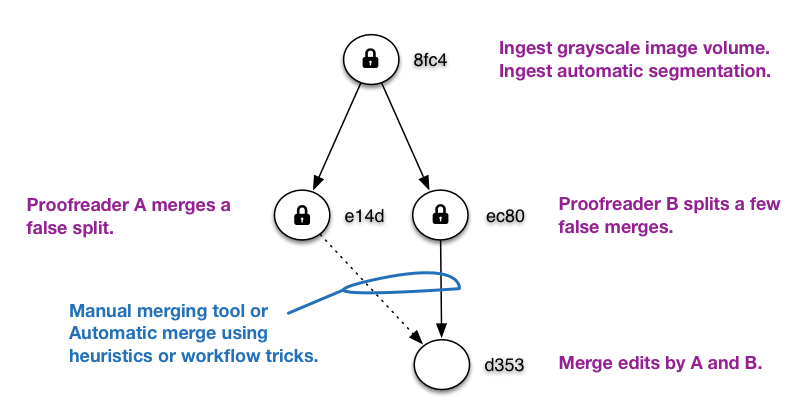 8fc4
Ingest grayscale image volume.
Ingest automatic segmentation.
Proofreader A merges a
false split.
e14d
ec80
Proofreader B splits a few
false merges.
Manual merging tool or
Automatic merge using
heuristics or workflow tricks.
d353
Merge edits by A and B.